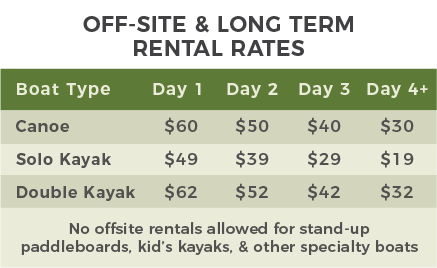 OFF-SITE & LONG TERM
RENTAL RATES
Boat Type Day 1 Day 2 Day 3 Day 4+
Canoe $60 $50 $40 $30
Solo Kayak $49 $39 $29 $19
Double Kayak $62 $52 $42 $32
No offsite rentals allowed for stand-up
paddleboards, kid's kayaks, & other specialty boats